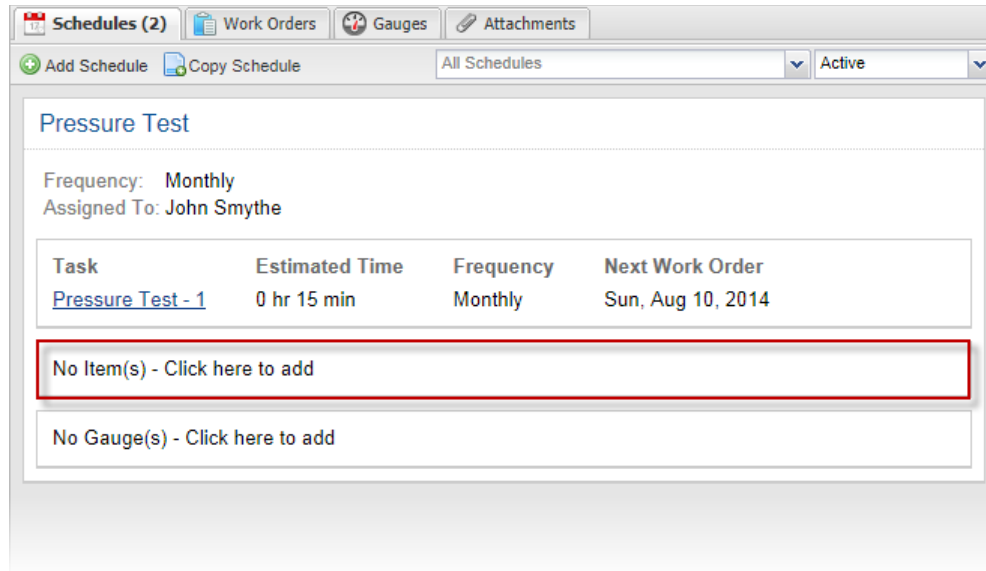 Schedules (2) Work Orders Gauges Attachments
Add Schedule Copy Schedule All Schedules Active
Pressure Test
Frequency: Monthly
Assigned To: John Smythe
Task Estimated Time Frequency Next Work Order
Pressure Test - 1 0 hr 15 min Monthly Sun, Aug 10, 2014
No Item(s) - Click here to add
No Gauge(s) - Click here to add